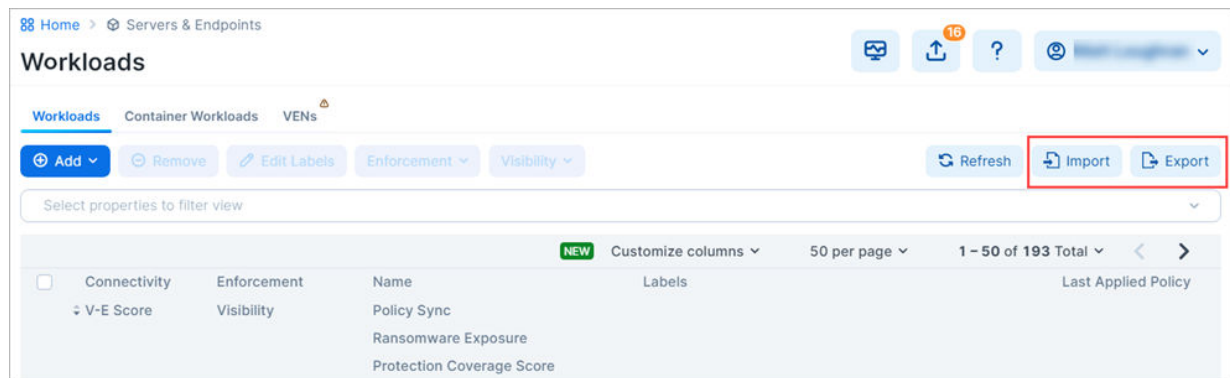 Home > Servers & Endpoints
Workloads
16
?
Workloads Container Workloads VENs
Add Remove Edit Labels Enforcement Visibility Refresh Import Export
Select properties to filter view
NEW Customize columns 50 per page 1 – 50 of 193 Total < >
Connectivity Enforcement Name Labels Last Applied Policy
V-E Score Visibility Policy Sync
Ransomware Exposure
Protection Coverage Score